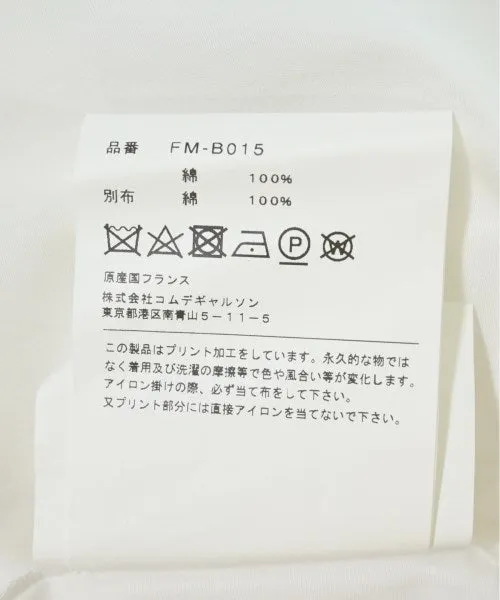 品番 FM-B015
綿 100%
別布 綿 100%
P W
原産国フランス
株式会社コムデギャルソン
東京都港区南青山5-11-5
この製品はプリント加工をしています。永久的な物では
なく着用及び洗濯の摩擦等で色や風合い等が変化します。
アイロン掛けの際、必ず当て布をして下さい。
又プリント部分には直接アイロンを当てないで下さい。